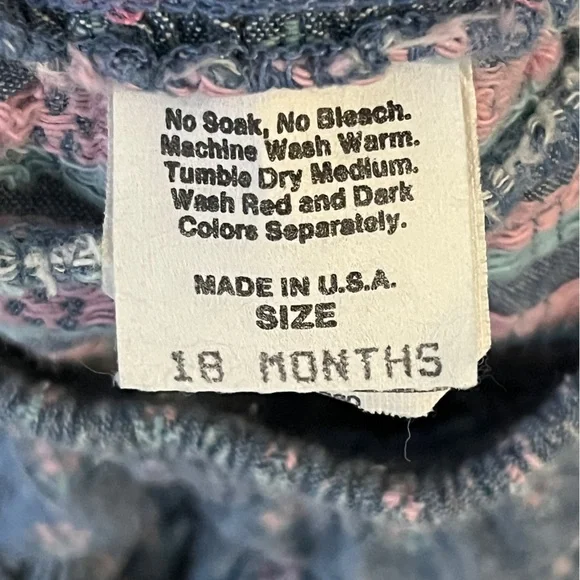 No Soak, No Bleach.
Machine Wash Warm.
Tumble Dry Medium.
Wash Red and Dark
Colors Separately.
MADE IN U.S.A.
SIZE
18 MONTHS